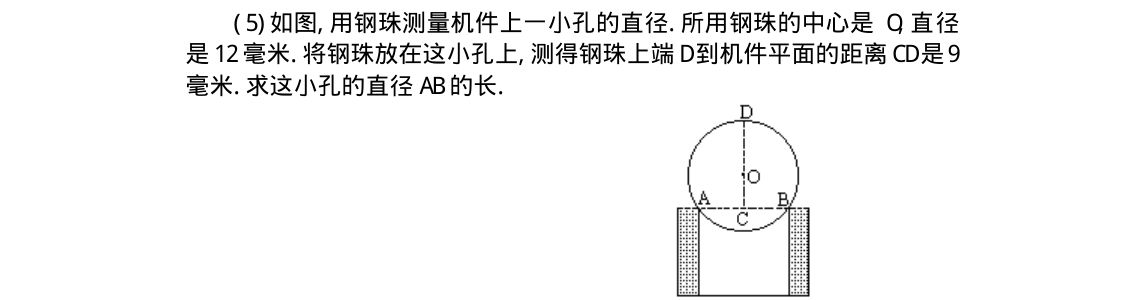 (5) 如图, 用钢珠测量机件上一小孔的直径. 所用钢珠的中心是 O, 直径
是 12 毫米. 将钢珠放在这小孔上, 测得钢珠上端 D到机件平面的距离 CD是 9
毫米. 求这小孔的直径 AB 的长.
D
O
A B
C